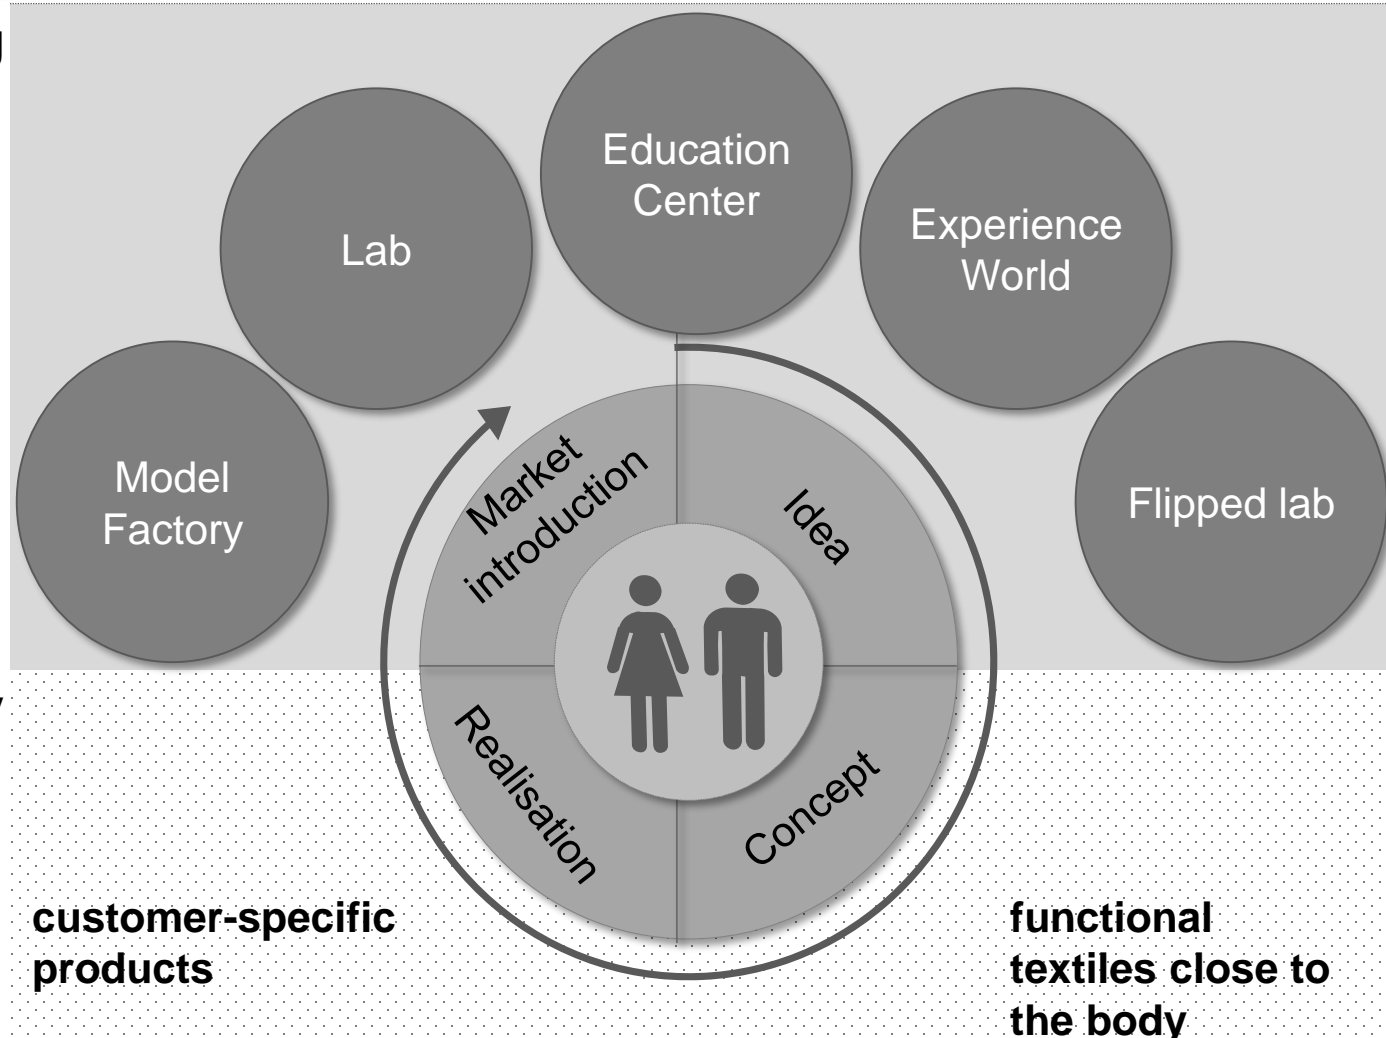 Education
Center
Lab
Experience
World
Model
Factory
Flipped lab
Market
introduction
Idea
Realisation
Concept
customer-specific
products
functional
textiles close to
the body